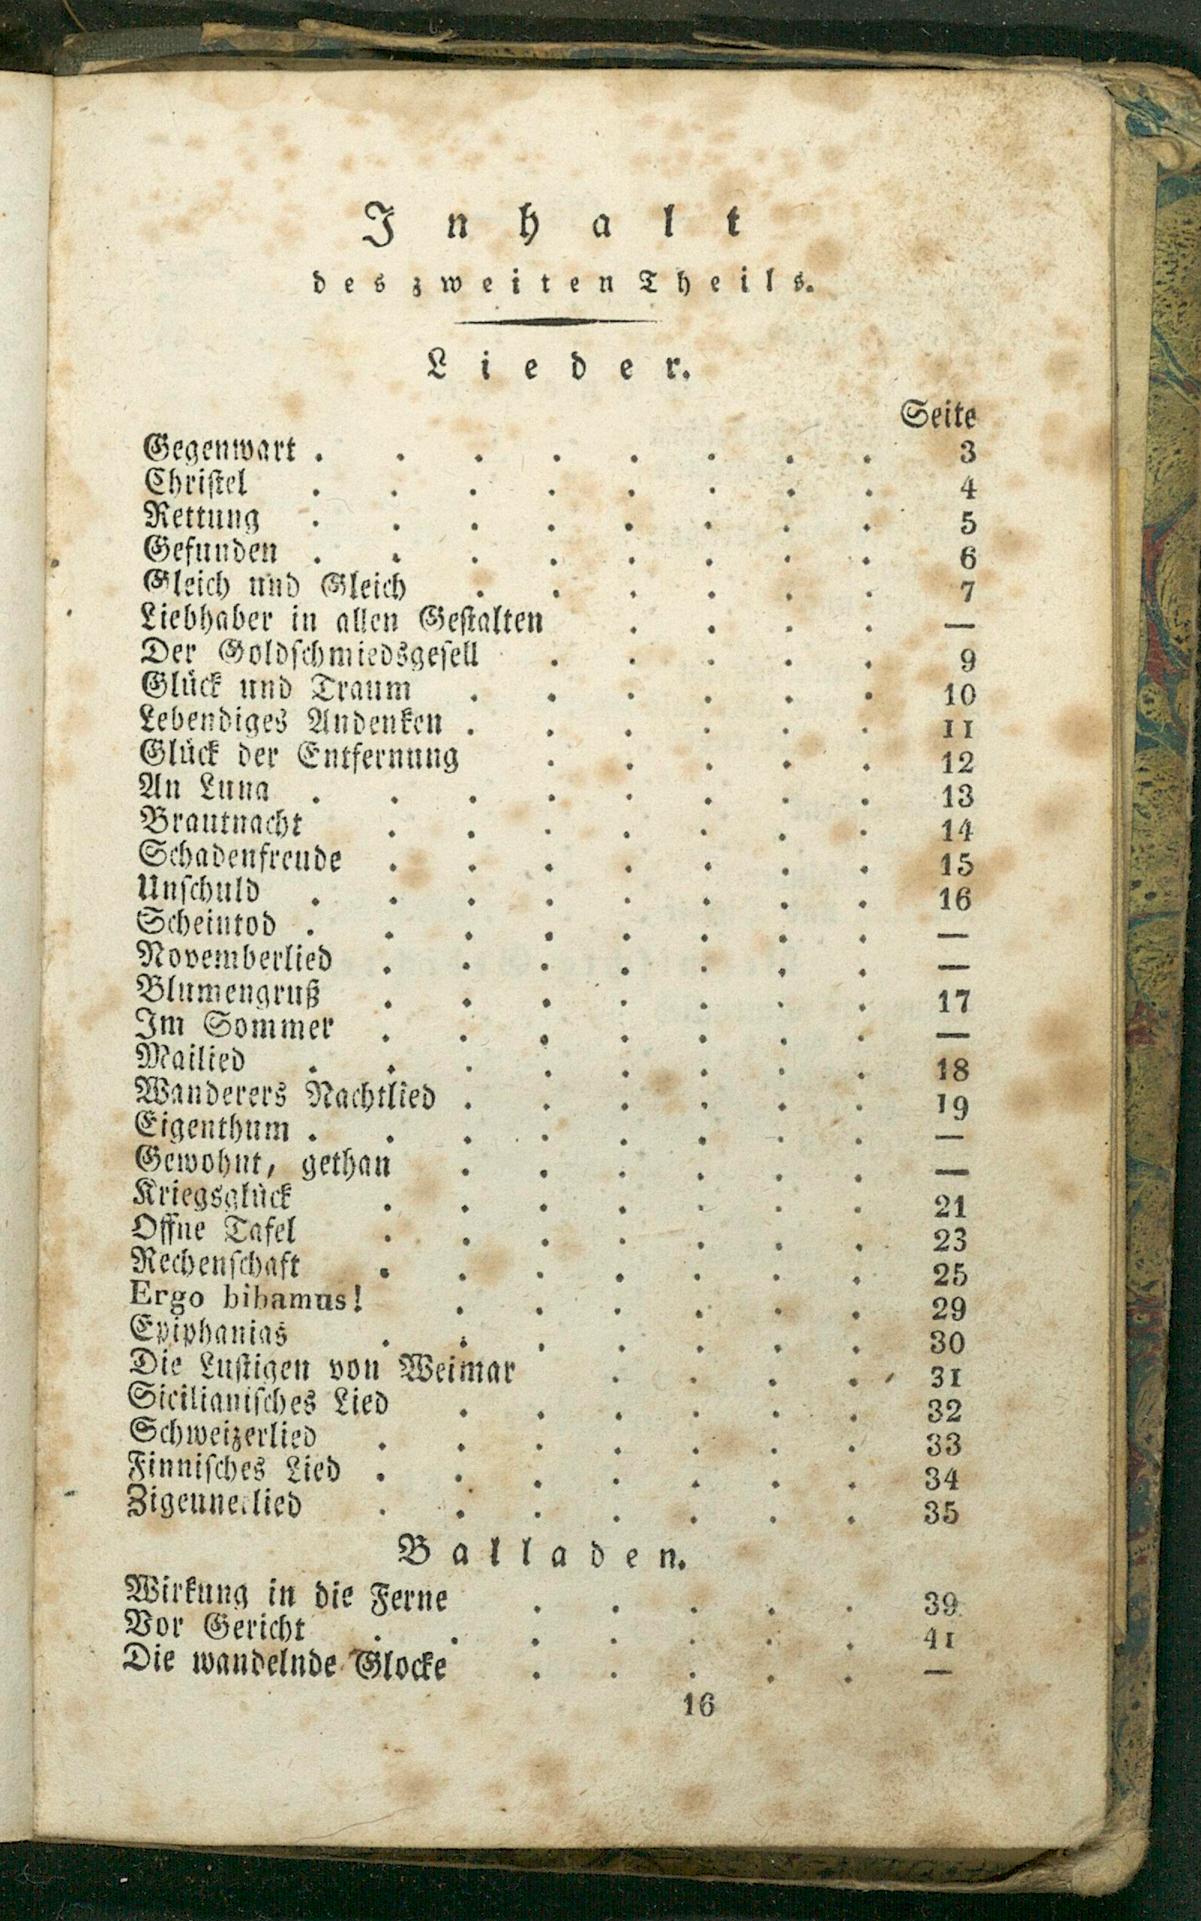 Inhalt
des zweiten Theils.
Lieder.
Seite
Gegenwart . . . . . . . . 3
Christel . . . . . . . . 4
Rettung . . . . . . . . 5
Gefunden . . . . . . . . 6
Gleich und Gleich . . . . . . 7
Liebhaber in allen Gestalten . . . . —
Der Goldschmiedsgesell . . . . . 9
Glück und Traum . . . . . . 10
Lebendiges Andenken . . . . . . 11
Glück der Entfernung . . . . . 12
An Luna . . . . . . . . 13
Brautnacht . . . . . . . 14
Schadenfreude . . . . . . . 15
Unschuld . . . . . . . . 16
Scheintod . . . . . . . . —
Novemberlied . . . . . . . —
Blumengruß . . . . . . . 17
Im Sommer . . . . . . . —
Mailied . . . . . . . . 18
Wanderers Nachtlied . . . . . . 19
Eigenthum . . . . . . . . —
Gewohnt, gethan . . . . . . —
Kriegsglück . . . . . . . 21
Offne Tafel . . . . . . . 23
Rechenschaft . . . . . . . 25
Ergo bibamus! . . . . . . 29
Epiphanias . . . . . . . 30
Die Lustigen von Weimar . . . . 31
Sicilianisches Lied . . . . . . 32
Schweizerlied . . . . . . . 33
Finnisches Lied . . . . . . . 34
Zigeunerlied . . . . . . . 35
Balladen.
Wirkung in die Ferne . . . . . 39
Vor Gericht . . . . . . . 41
Die wandelnde Glocke . . . . . —
16